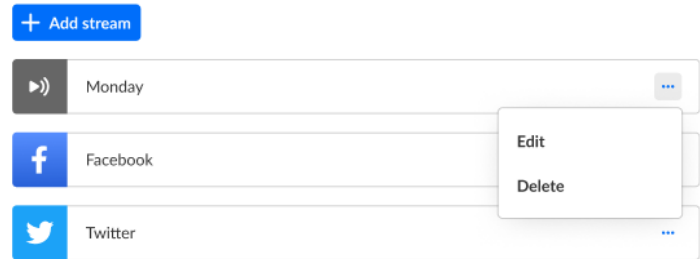 + Add stream
Monday
Edit
Facebook
Delete
Twitter